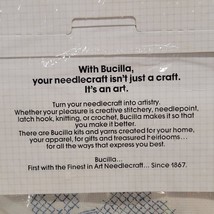 With Bucilla,
your needlecraft isn't just a craft.
It's an art.
Turn your needlecraft into artistry.
Whether your pleasure is creative stitchery, needlepoint,
latch hook, knitting, or crochet, Bucilla makes it so
easy to make it beautiful!
There are Bucilla kits and yarns created for your home,
your apparel, for gifts and treasured heirlooms...
for all the ways that express you best.
Bucilla...
First with the Finest in Art Needlecraft... Since 1867.